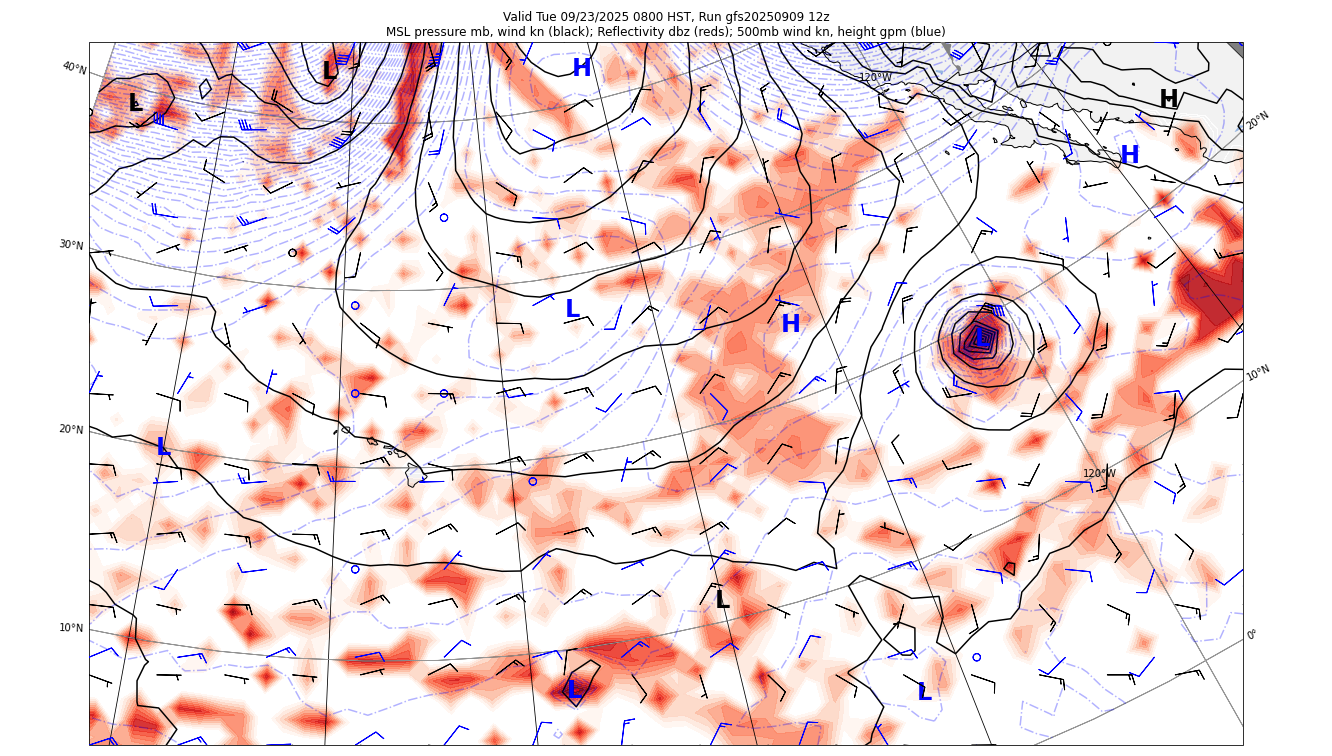 Valid Tue 09/23/2025 0800 HST, Run gfs20250909 12z
MSL pressure mb, wind kn (black); Reflectivity dbz (reds); 500mb wind kn, height gpm (blue)
40°N
L
L
H
120°W
H
20°N
H
30°N
L
H
L
10°N
20°N
L
120°W
10°N
L
0°
L
L